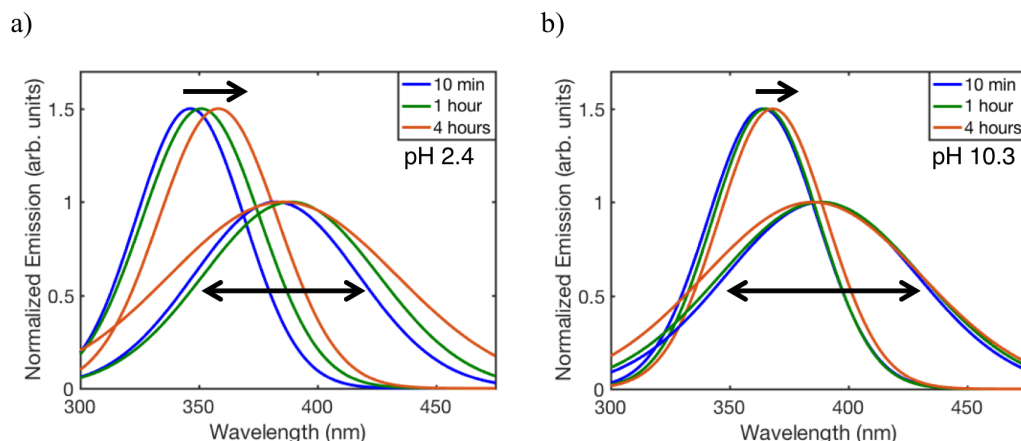 a)
b)
Normalized Emission (arb. units)
1.5
1
0.5
0
10 min
1 hour
4 hours
pH 2.4
300
350
400
450
Wavelength (nm)
Normalized Emission (arb. units)
1.5
1
0.5
0
10 min
1 hour
4 hours
pH 10.3
300
350
400
450
Wavelength (nm)